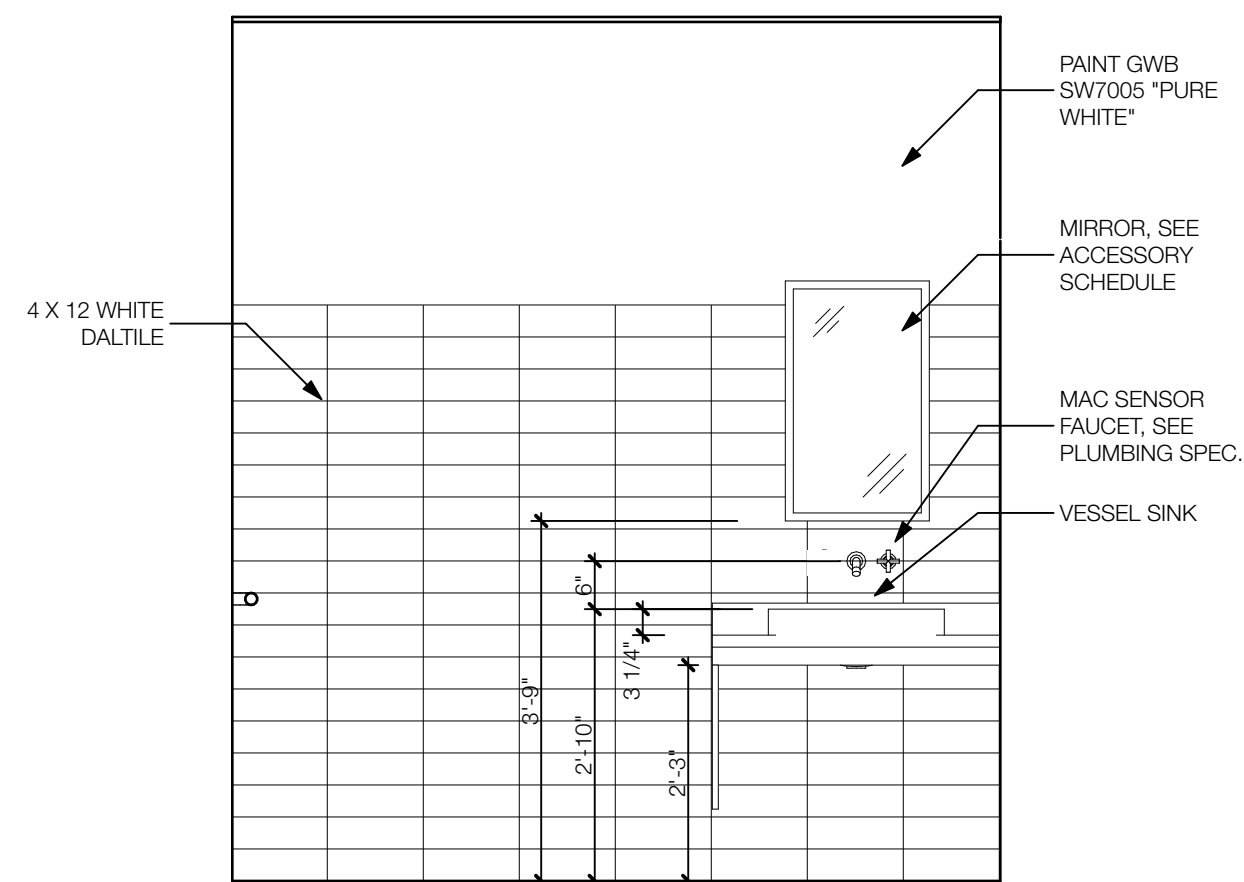 PAINT GWB
SW7005 "PURE
WHITE"
MIRROR, SEE
ACCESSORY
SCHEDULE
4 X 12 WHITE
DALTILE
MAC SENSOR
FAUCET, SEE
PLUMBING SPEC.
VESSEL SINK
6"
3 1/4"
3'-9"
2'-10"
2'-3"